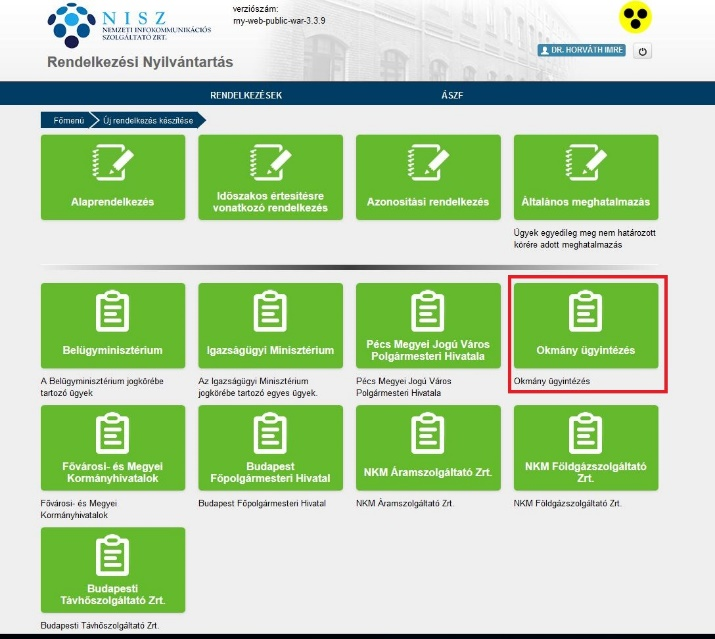 NISZ
NEMZETI INFOKOMMUNIKÁCIÓS
SZOLGÁLTATÓ ZRT.
verziószám:
rny-web-public-war-3.3.9
DR. HORVÁTH IMRE
Rendelkezési Nyilvántartás
RENDELKEZÉSEK
ÁSZF
Főmenü
Új rendelkezés készítése
Alaprendelkezés
Időszakos értesítésre
vonatkozó rendelkezés
Azonosítási rendelkezés
Általános meghatalmazás
Ügyek egyedileg meg nem határozott
körére adott meghatalmazás
Belügyminisztérium
Igazságügyi Minisztérium
Pécs Megyei Jogú Város
Polgármesteri Hivatala
Okmány ügyintézés
A Belügyminisztérium jogkörébe
tartozó ügyek
Az Igazságügyi Minisztérium
jogkörébe tartozó egyes ügyek.
Pécs Megyei Jogú Város
Polgármesteri Hivatala
Okmány ügyintézés
Fővárosi- és Megyei
Kormányhivatalok
Budapest
Főpolgármesteri Hivatal
NKM Áramszolgáltató Zrt.
NKM Földgázszolgáltató
Zrt.
Fővárosi- és Megyei
Kormányhivatalok
Budapest Főpolgármesteri Hivatal
NKM Áramszolgáltató Zrt.
NKM Földgázszolgáltató Zrt.
Budapesti
Távhőszolgáltató Zrt.
Budapesti Távhőszolgáltató Zrt.